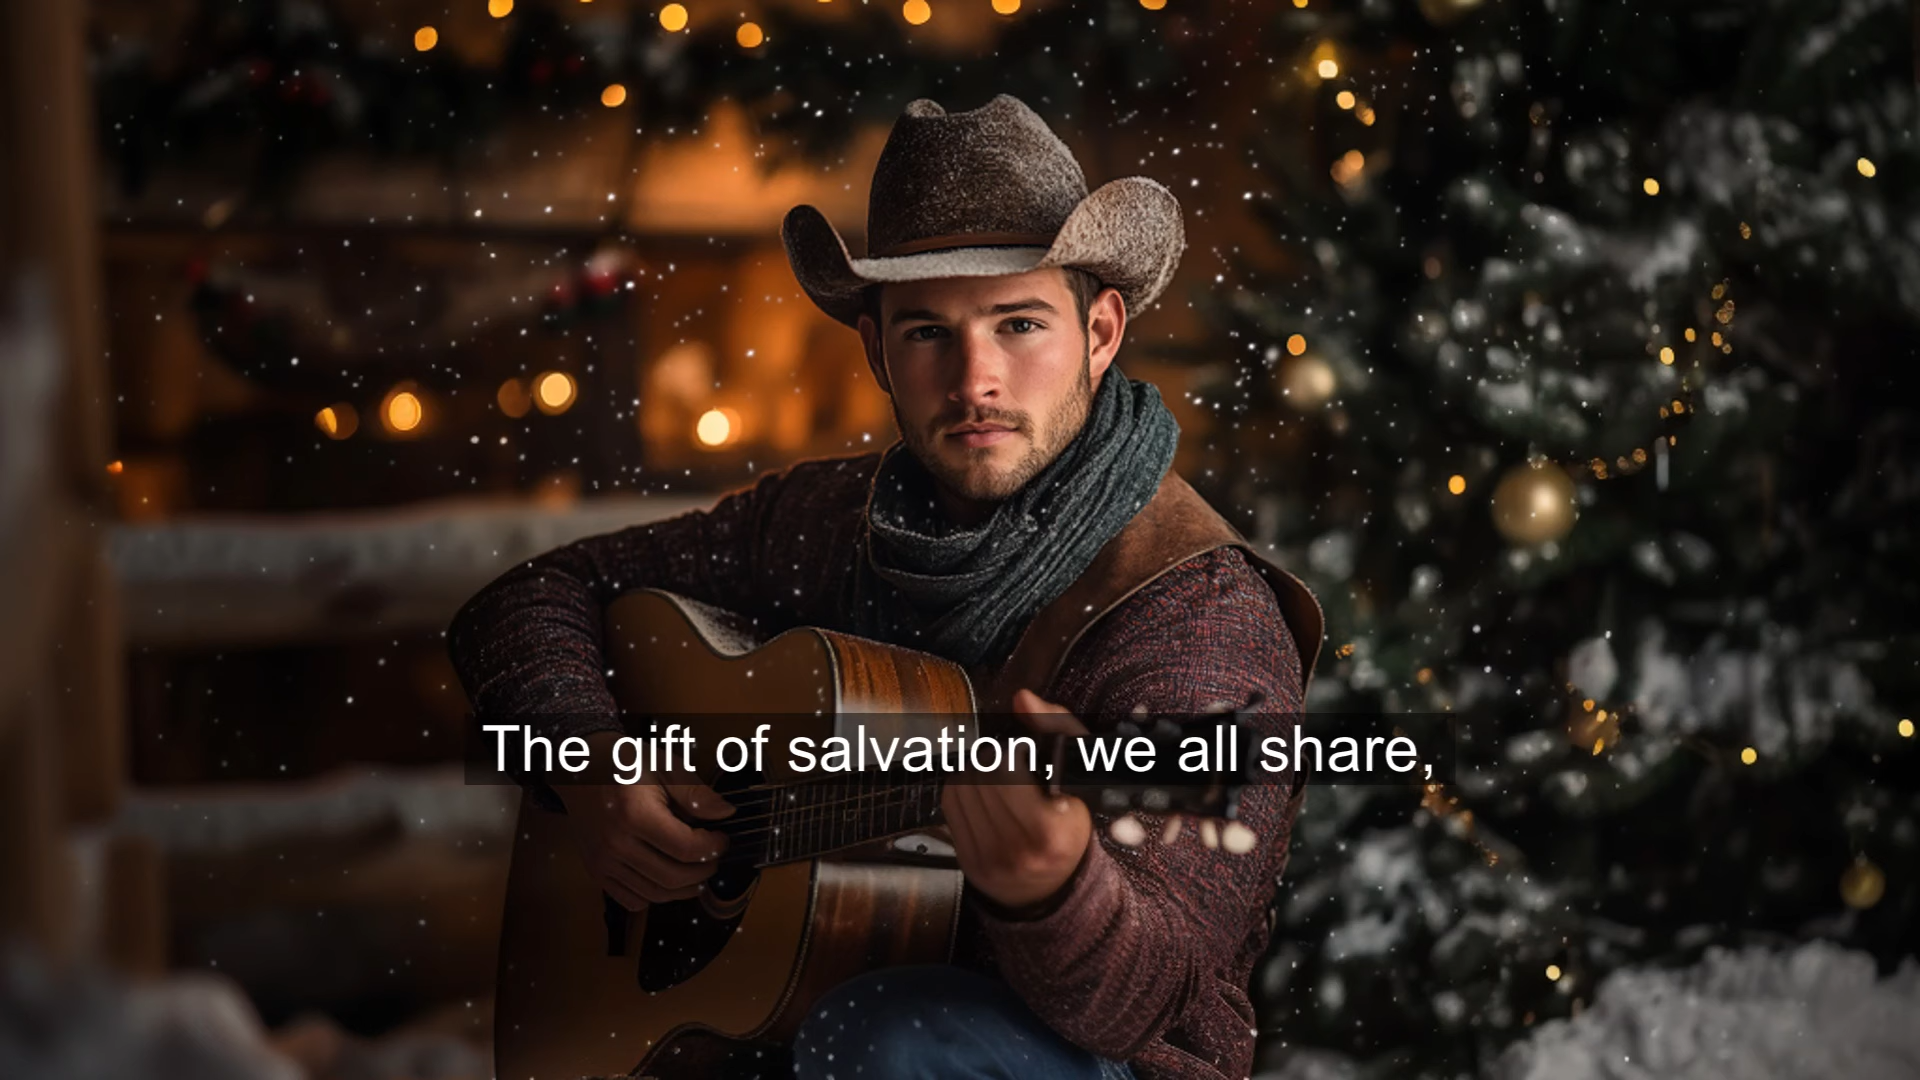 The gift of salvation, we all share,